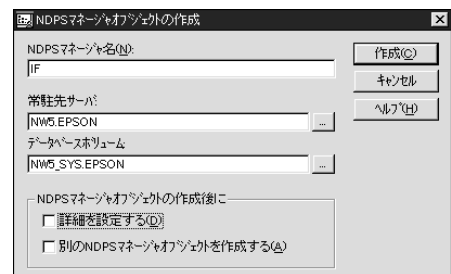 NDPSﾏﾈｰｼﾞｬｵﾌﾞｼﾞｪｸﾄの作成
NDPSﾏﾈｰｼﾞｬ名(N):
IF
作成(C)
ｷｬﾝｾﾙ
ﾍﾙﾌﾟ(H)
常駐先ｻｰﾊﾞ:
NW5.EPSON
...
ﾃﾞｰﾀﾍﾞｰｽﾎﾞﾘｭｰﾑ:
NW5_SYS.EPSON
...
NDPSﾏﾈｰｼﾞｬｵﾌﾞｼﾞｪｸﾄの作成後に
詳細を設定する(D)
別のNDPSﾏﾈｰｼﾞｬｵﾌﾞｼﾞｪｸﾄを作成する(A)